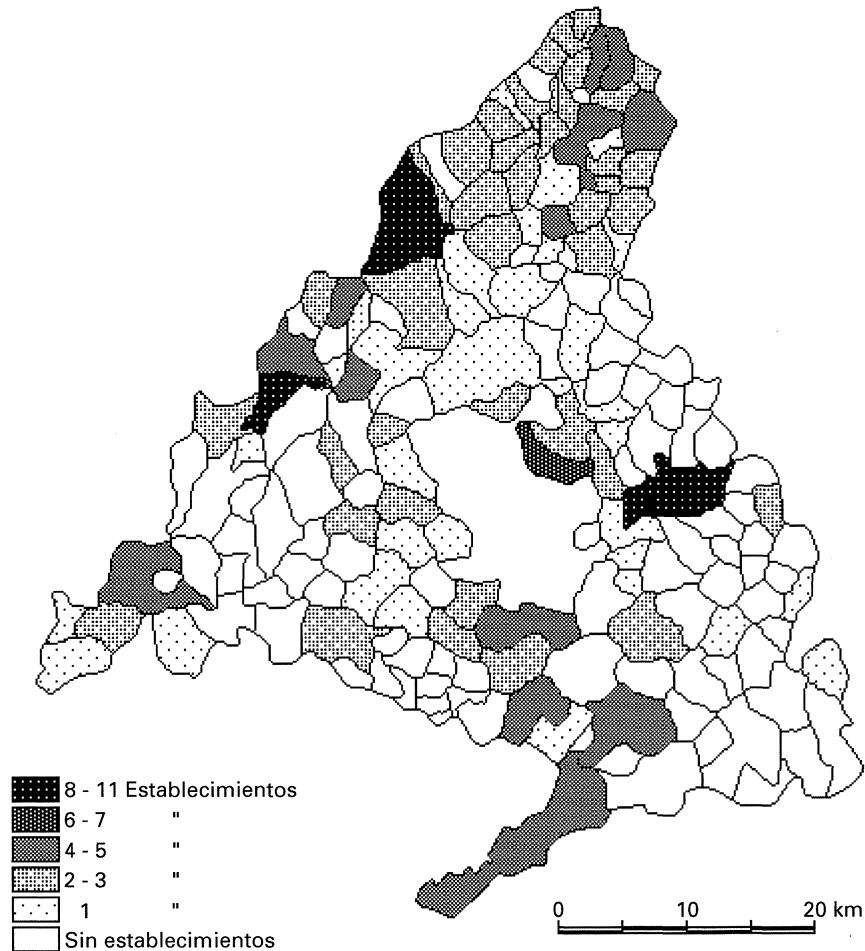 8 - 11 Establecimientos
6 - 7 "
4 - 5 "
2 - 3 "
1 "
Sin establecimientos
0 10 20 km